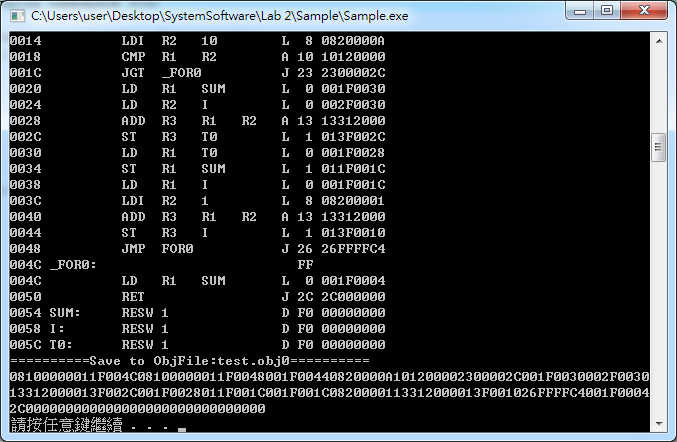 C:\Users\user\Desktop\SystemSoftware\Lab 2\Sample\Sample.exe
0014 LDI R2 10 L 8 0820000A
0018 CMP R1 R2 A 10 10120000
001C JGT _FOR0 J 23 2300002C
0020 LD R1 SUM L 0 001F0030
0024 LD R2 I L 0 002F0030
0028 ADD R3 R1 R2 A 13 13312000
002C ST R3 T0 L 1 013F002C
0030 LD R1 T0 L 0 001F0028
0034 ST R1 SUM L 1 011F001C
0038 LD R1 I L 0 001F001C
003C LDI R2 1 L 8 08200001
0040 ADD R3 R1 R2 A 13 13312000
0044 ST R3 I L 1 013F0010
0048 JMP FOR0 J 26 26FFFFC4
004C _FOR0: FF
004C LD R1 SUM L 0 001F0004
0050 RET J 2C 2C000000
0054 SUM: RESW 1 D F0 00000000
0058 I: RESW 1 D F0 00000000
005C T0: RESW 1 D F0 00000000
==========Save to ObjFile:test.obj0==========
08100000011F004C08100000011F0048001F00440820000A101200002300002C001F0030002F0030
13312000013F002C001F0028011F001C001F001C0820000113312000013F001026FFFFC4001F0004
2C000000000000000000000000000000
請按任意鍵繼續 . . .